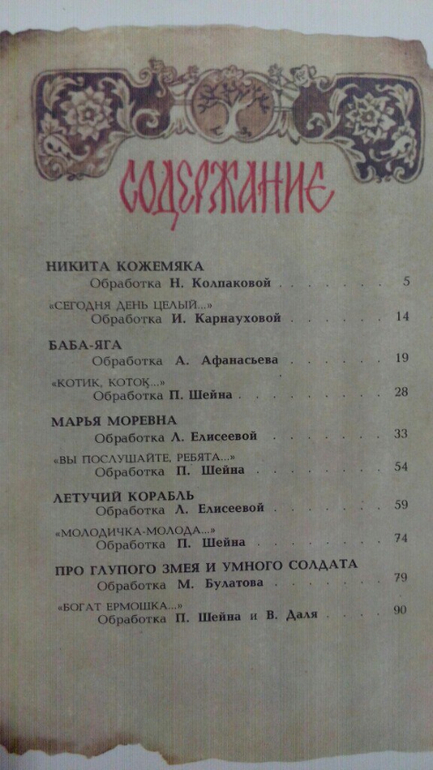 СОДЕРЖАНИЕ
НИКИТА КОЖЕМЯКА
Обработка Н. Колпаковой . . . . . . . 5
«СЕГОДНЯ ДЕНЬ ЦЕЛЫЙ...»
Обработка И. Карнауховой . . . . . . 14
БАБА-ЯГА
Обработка А. Афанасьева . . . . . . 19
«КОТИК, КОТОК...»
Обработка П. Шейна . . . . . . . . 28
МАРЬЯ МОРЕВНА
Обработка Л. Елисеевой . . . . . . . 33
«ВЫ ПОСЛУШАЙТЕ, РЕБЯТА...»
Обработка П. Шейна . . . . . . . 54
ЛЕТУЧИЙ КОРАБЛЬ
Обработка Л. Елисеевой . . . . . . . 59
«МОЛОДИЧКА-МОЛОДА...»
Обработка П. Шейна . . . . . . . . 74
ПРО ГЛУПОГО ЗМЕЯ И УМНОГО СОЛДАТА
Обработка М. Булатова . . . . . . . 79
«БОГАТ ЕРМОШКА...»
Обработка П. Шейна и В. Даля . . . . 90